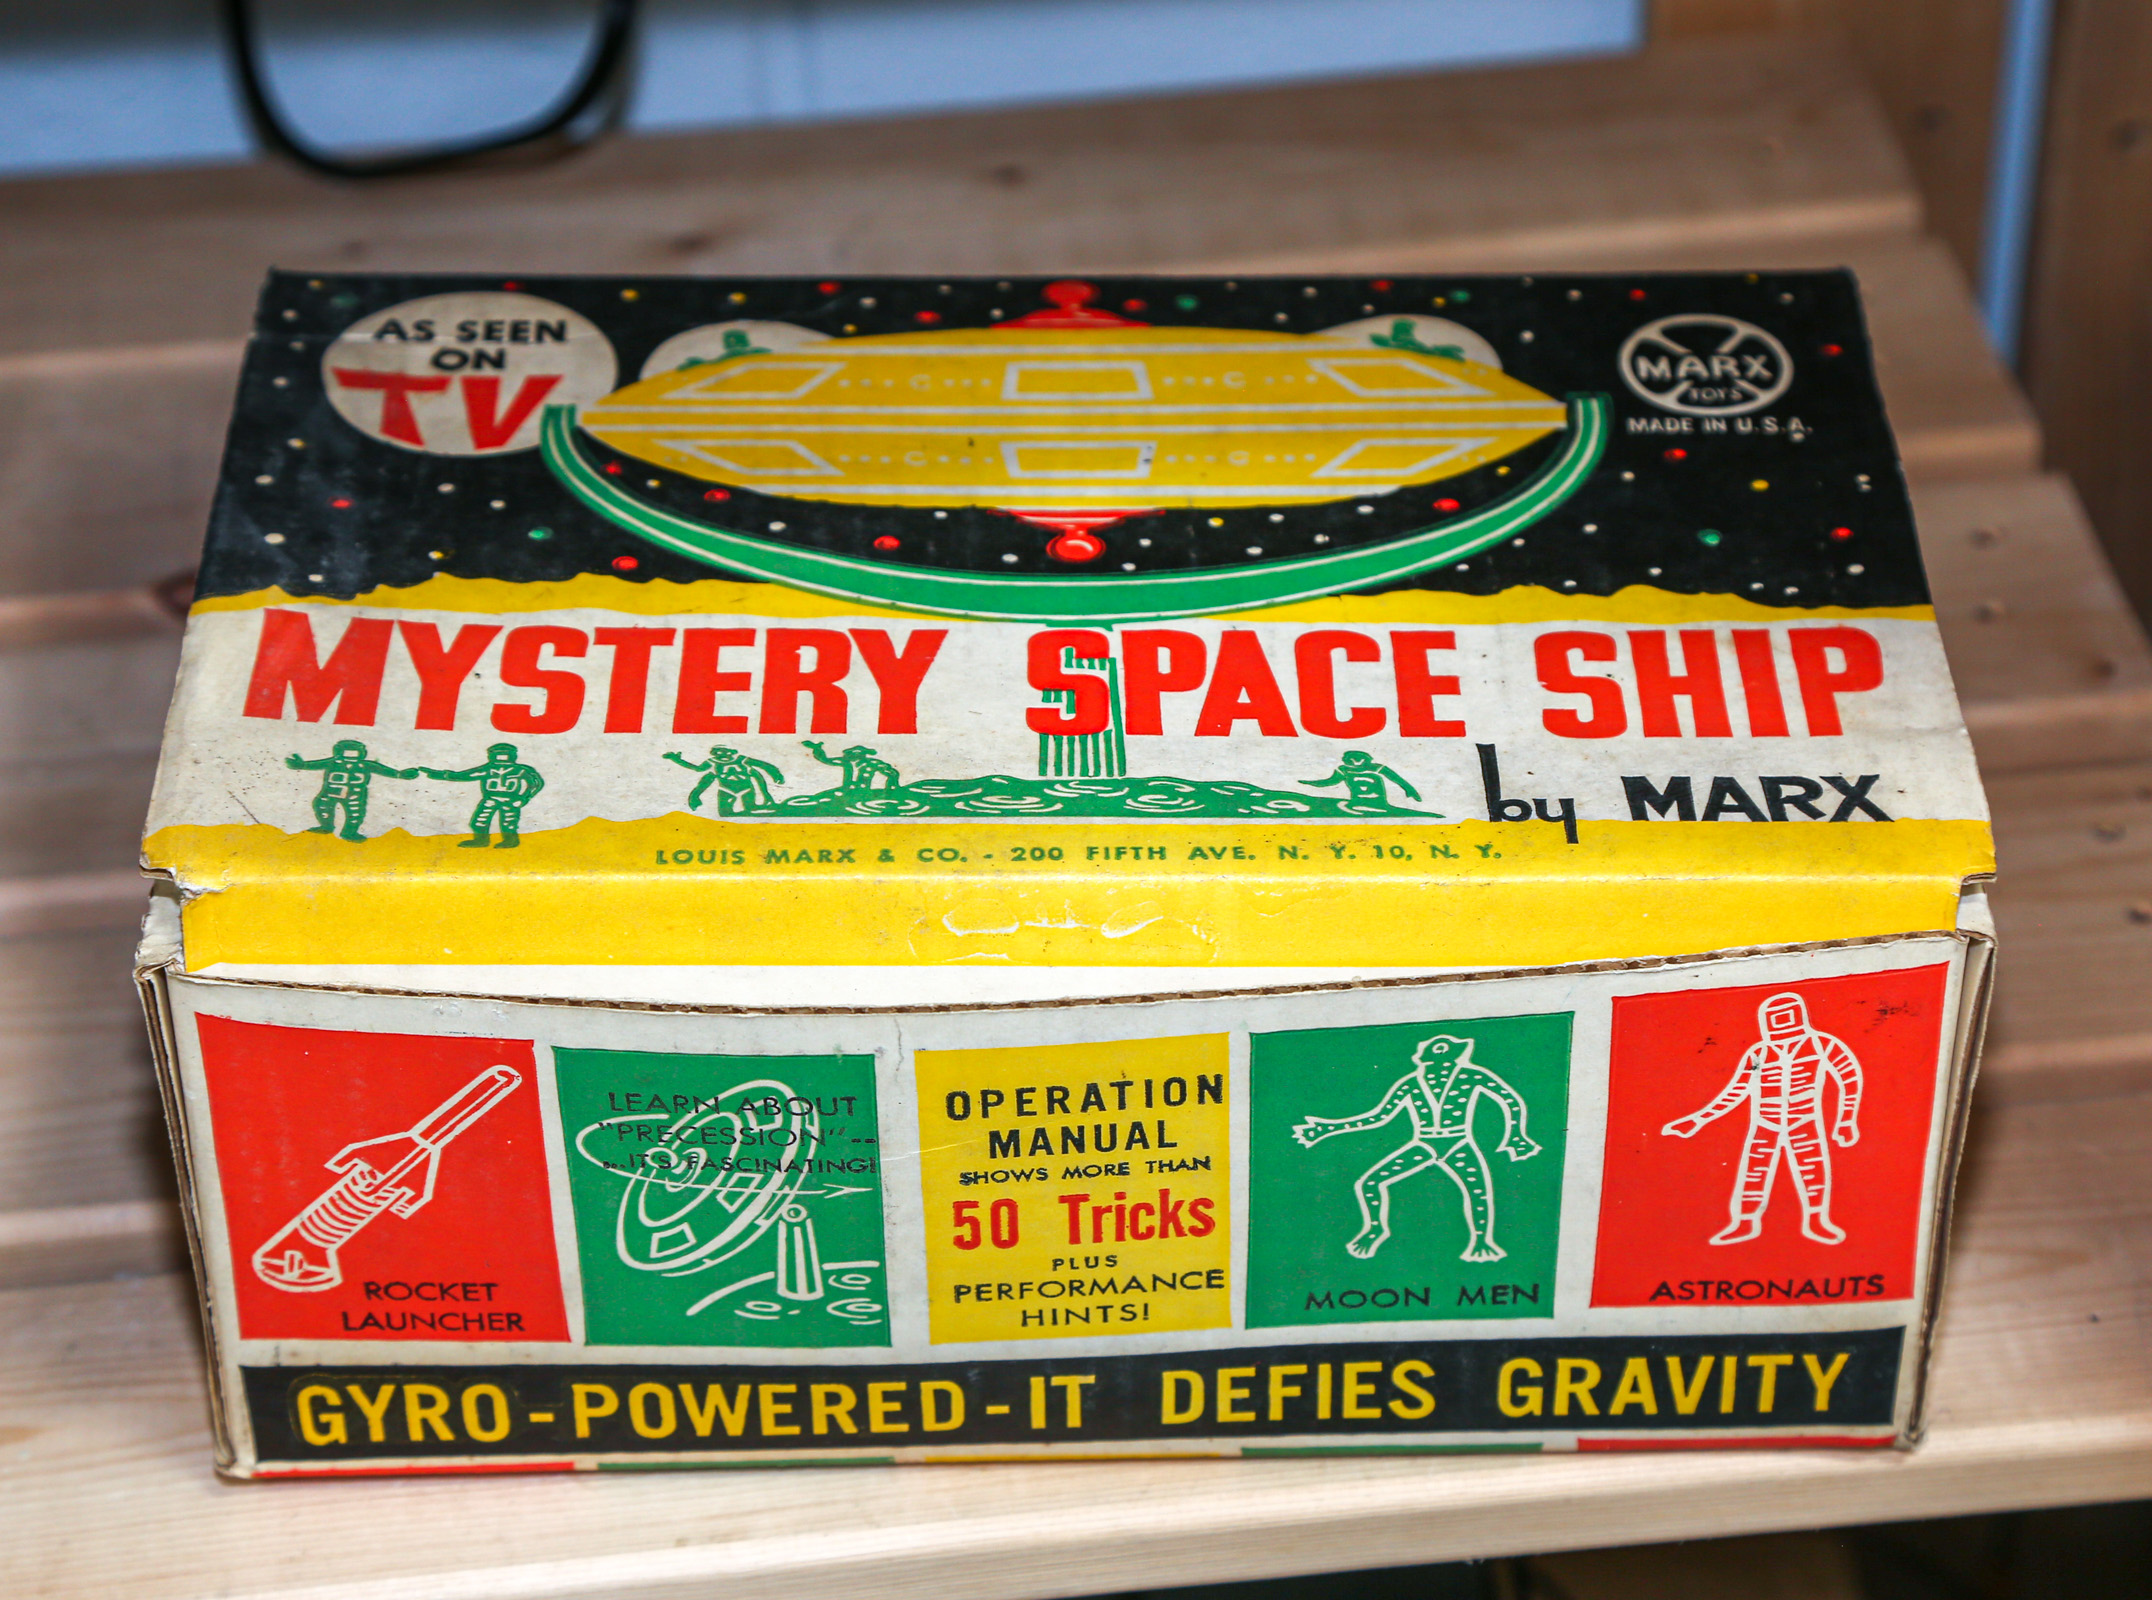 AS SEEN
ON
TV
MARX
TOYS
MADE IN U.S.A.
MYSTERY SPACE SHIP
by MARX
LOUIS MARX & CO. - 200 FIFTH AVE. N. Y. 10, N. Y.
ROCKET
LAUNCHER
LEARN ABOUT
"PRECESSION"--
...IT'S FASCINATING!
OPERATION
MANUAL
SHOWS MORE THAN
50 Tricks
PLUS
PERFORMANCE
HINTS!
MOON MEN
ASTRONAUTS
GYRO-POWERED-IT DEFIES GRAVITY